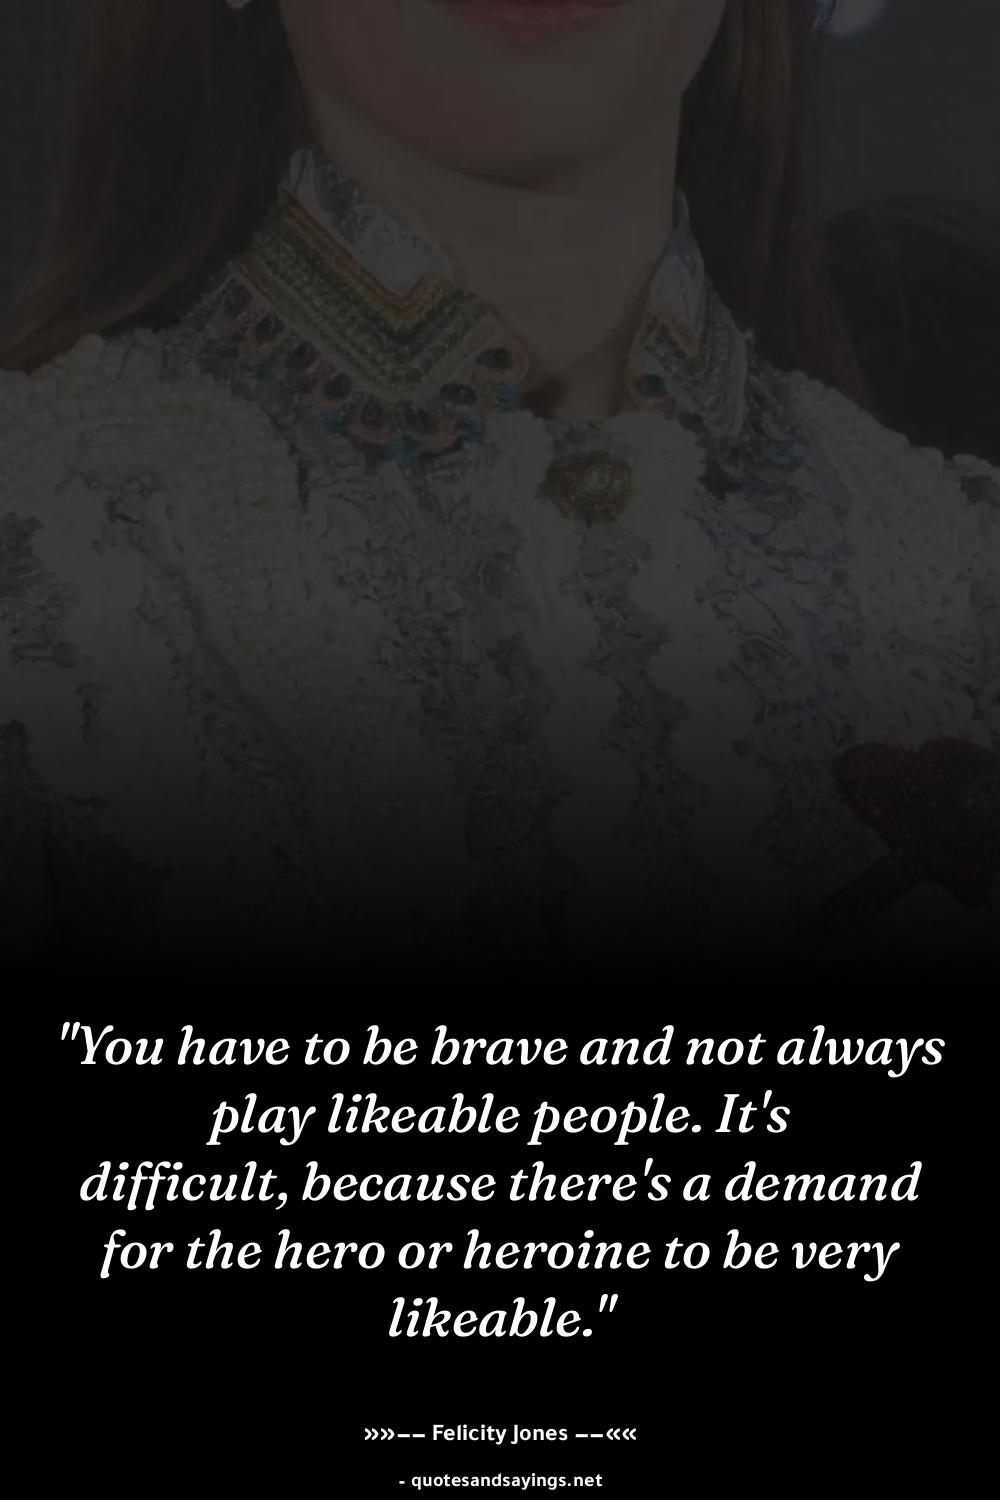 "You have to be brave and not always
play likeable people. It's
difficult, because there's a demand
for the hero or heroine to be very
likeable."
»»–– Felicity Jones ––««
- quotesandsayings.net